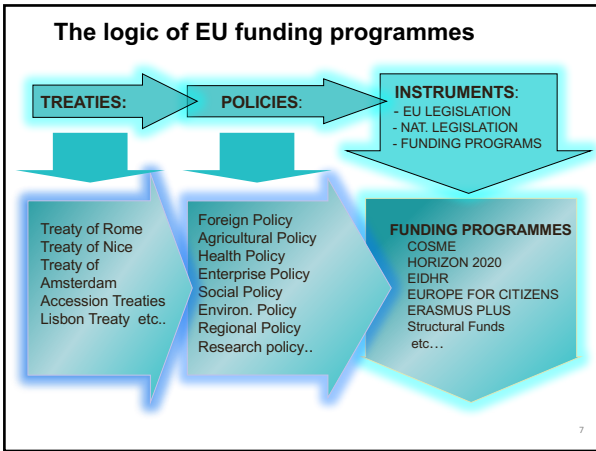 The logic of EU funding programmes
TREATIES:
POLICIES:
INSTRUMENTS:
- EU LEGISLATION
- NAT. LEGISLATION
- FUNDING PROGRAMS
Treaty of Rome
Treaty of Nice
Treaty of
Amsterdam
Accession Treaties
Lisbon Treaty etc..
Foreign Policy
Agricultural Policy
Health Policy
Enterprise Policy
Social Policy
Environ. Policy
Regional Policy
Research policy..
FUNDING PROGRAMMES
COSME
HORIZON 2020
EIDHR
EUROPE FOR CITIZENS
ERASMUS PLUS
Structural Funds
etc…
7